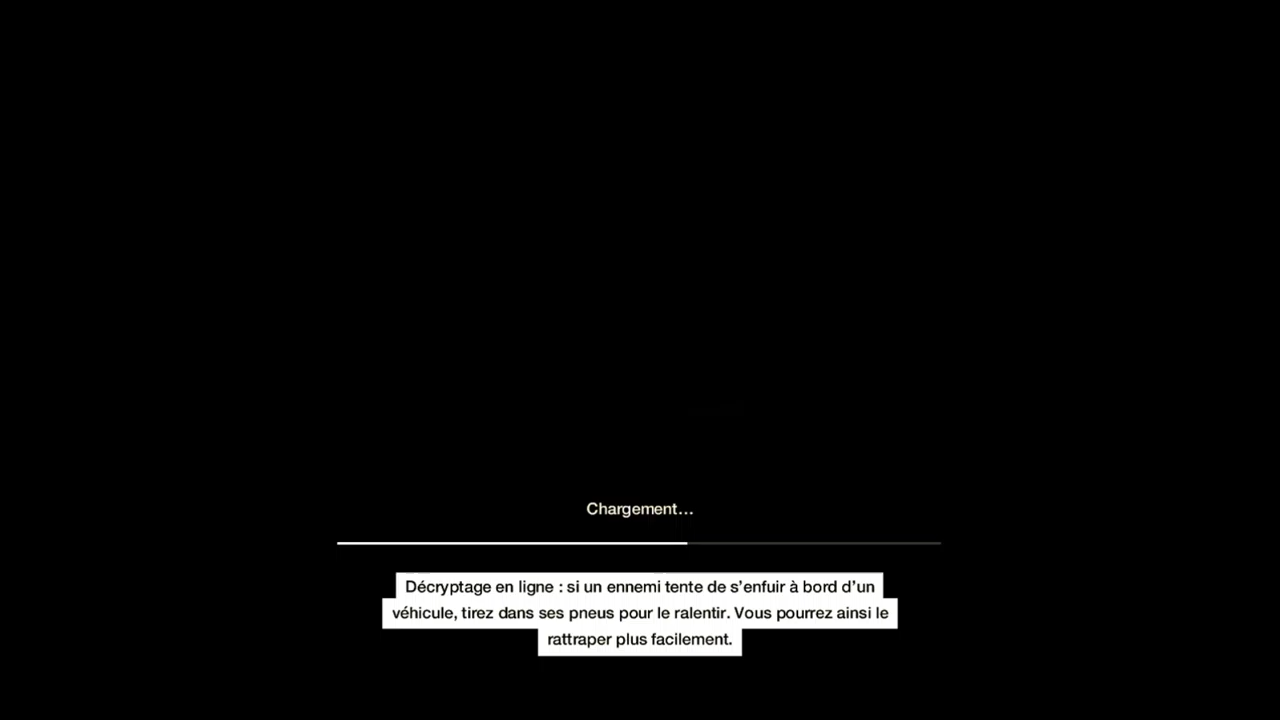 Chargement...
Décryptage en ligne : si un ennemi tente de s'enfuir à bord d'un
véhicule, tirez dans ses pneus pour le ralentir. Vous pourrez ainsi le
rattraper plus facilement.